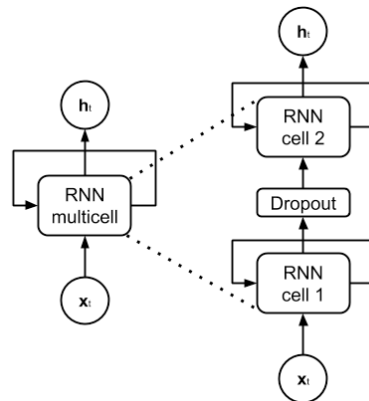 hₜ
RNN
multicell
xₜ
hₜ
RNN
cell 2
Dropout
RNN
cell 1
xₜ